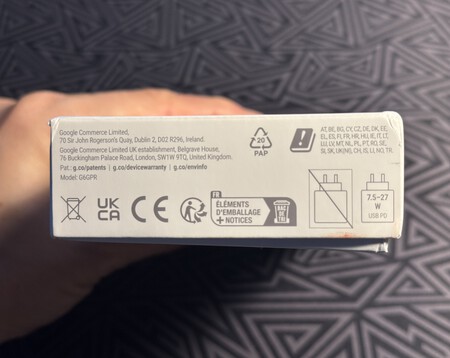 Google Commerce Limited,
70 Sir John Rogerson's Quay, Dublin 2, D02 R296, Ireland.
Google Commerce Limited UK establishment, Belgrave House,
76 Buckingham Palace Road, London, SW1W 9TQ, United Kingdom.
Pat.: g.co/patents | g.co/devicewarranty | g.co/envinfo
Model: G6GPR
20
PAP
AT, BE, BG, CY, CZ, DE, DK, EE,
EL, ES, FI, FR, HR, HU, IE, IT, LT,
LU, LV, MT, NL, PL, PT, RO, SE,
SI, SK, UK(NI), CH, IS, LI, NO, TR
UK
CA
CE
FR
ÉLÉMENTS
D'EMBALLAGE
+ NOTICES
BAC DE TRI
7.5–27
W
USB PD